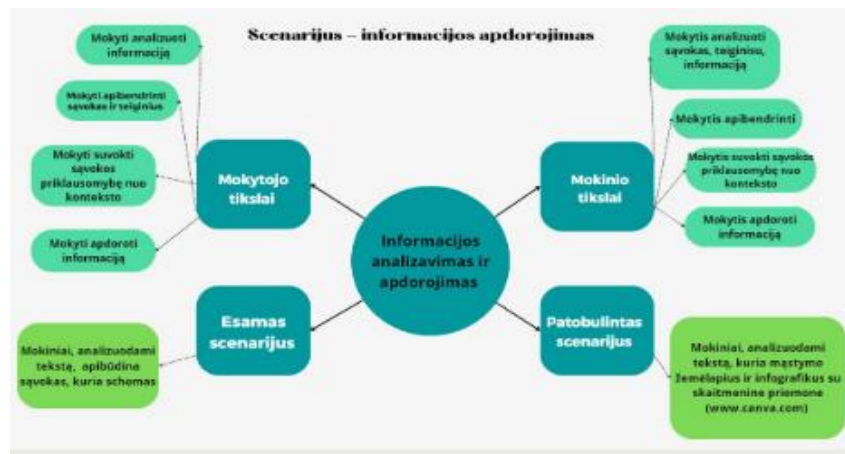 Scenarijus – informacijos apdorojimas
Mokyti analizuoti
informaciją
Mokyti apibendrinti
sąvokas ir teiginius
Mokyti suvokti
sąvokos
priklausomybę nuo
konteksto
Mokyti apdoroti
informaciją
Mokytojo
tikslai
Mokytis analizuoti
sąvokas, teiginisu,
informaciją
Mokytis apibendrinti
Mokytis suvokti sąvokos
priklausomybę nuo
konteksto
Mokytis apdoroti
informaciją
Mokinio
tikslai
Informacijos
analizavimas ir
apdorojimas
Esamas
scenarijus
Mokiniai, analizuodami
tekstą, apibūdina
sąvokas, kuria schemas
Patobulintas
scenarijus
Mokiniai, analizuodami
tekstą, kuria mąstymo
žemėlapius ir infografikus su
skaitmenine priemone
(www.canva.com)